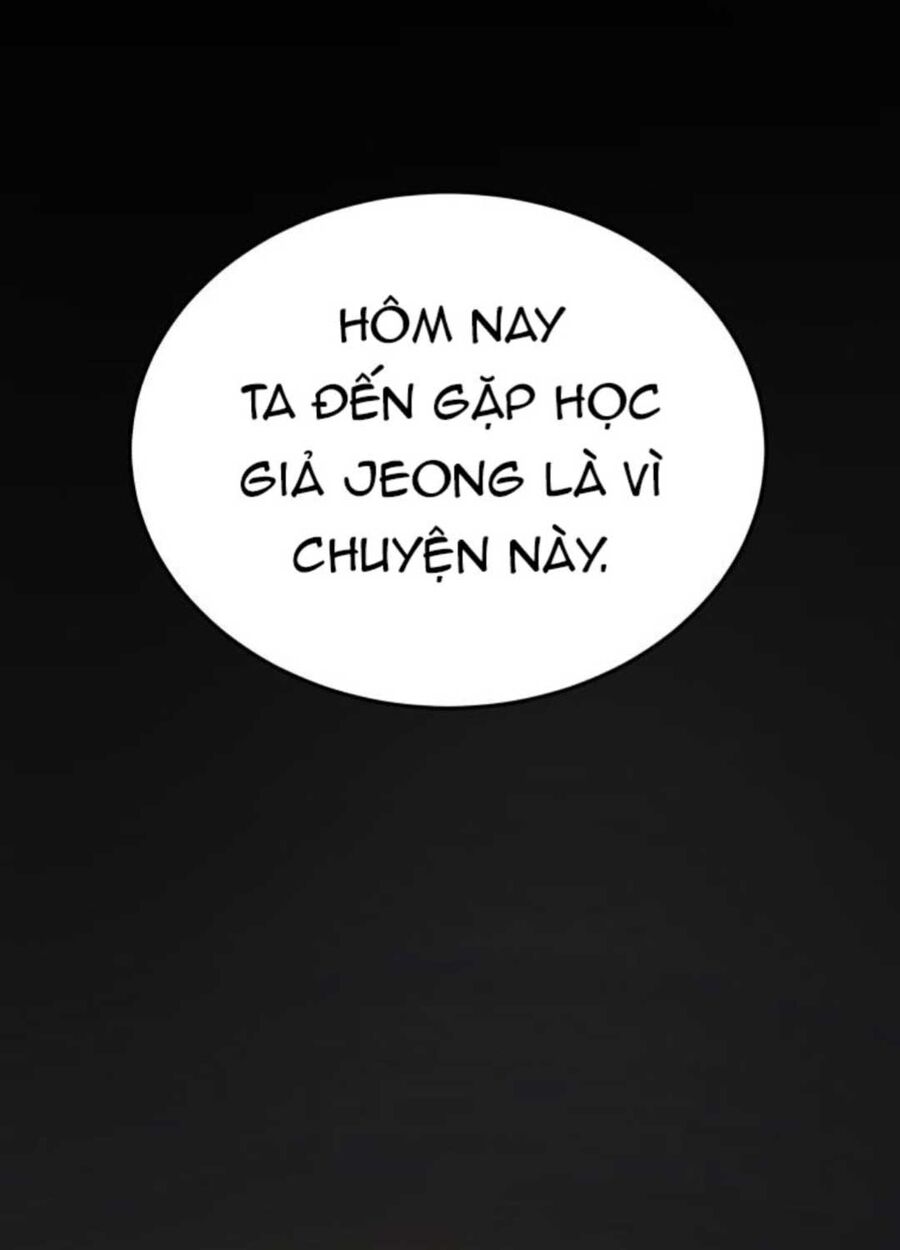 HÔM NAY
TA ĐẾN GẶP HỌC
GIẢ JEONG LÀ VÌ
CHUYỆN NÀY.